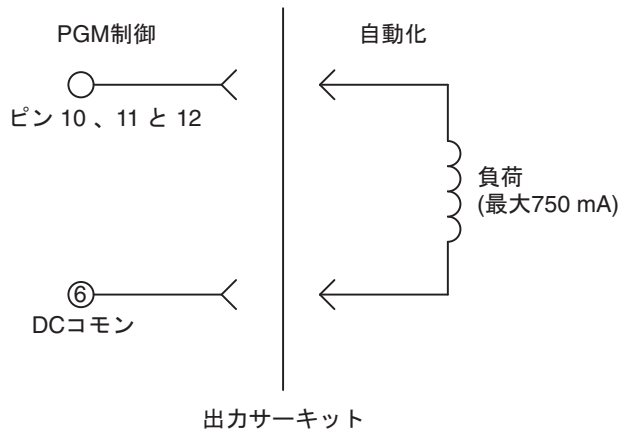 PGM制御
自動化
ピン 10 、11 と 12
負荷
(最大750 mA)
6
DCコモン
出力サーキット